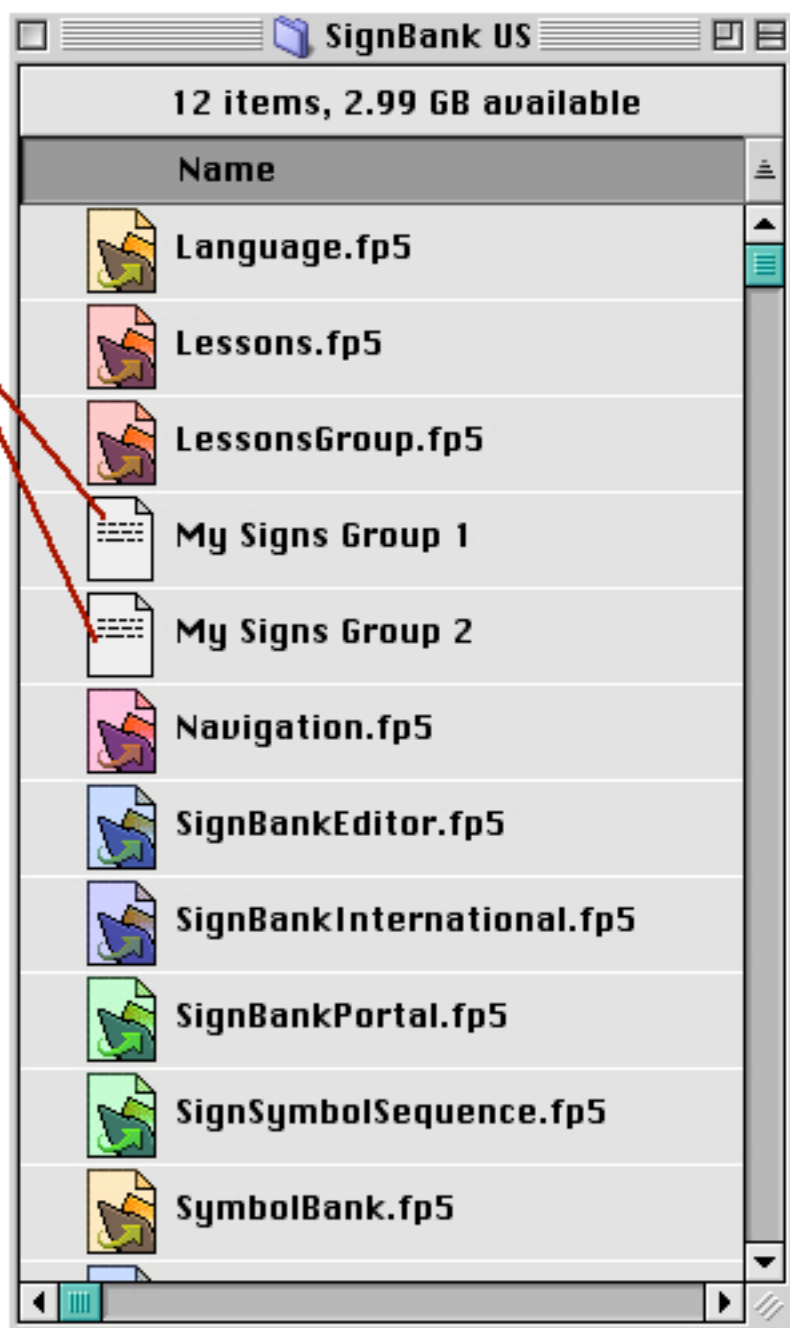 SignBank US
12 items, 2.99 GB available
Name
Language.fp5
Lessons.fp5
LessonsGroup.fp5
My Signs Group 1
My Signs Group 2
Navigation.fp5
SignBankEditor.fp5
SignBankInternational.fp5
SignBankPortal.fp5
SignSymbolSequence.fp5
SymbolBank.fp5